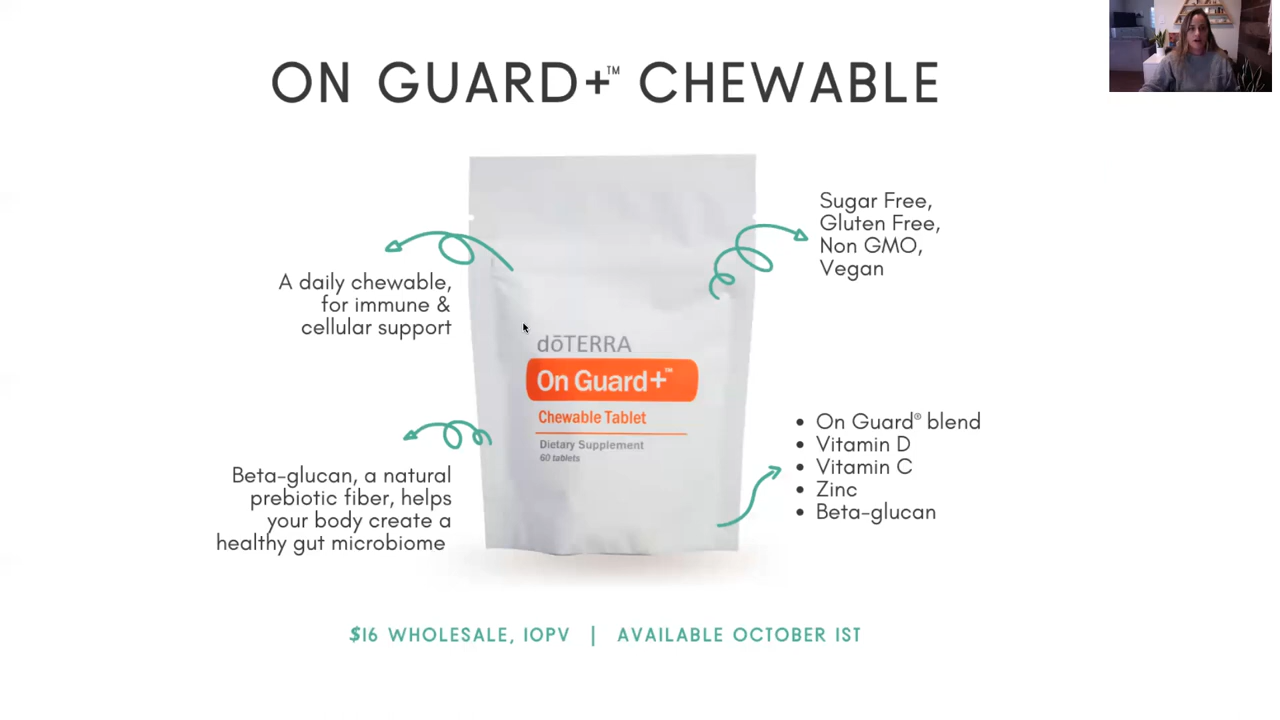 ON GUARD+™ CHEWABLE
A daily chewable,
for immune &
cellular support
Sugar Free,
Gluten Free,
Non GMO,
Vegan
dōTERRA
On Guard+™
Chewable Tablet
Dietary Supplement
60 tablets
Beta-glucan, a natural
prebiotic fiber, helps
your body create a
healthy gut microbiome
• On Guard® blend
• Vitamin D
• Vitamin C
• Zinc
• Beta-glucan
$16 WHOLESALE, 10PV | AVAILABLE OCTOBER 1ST